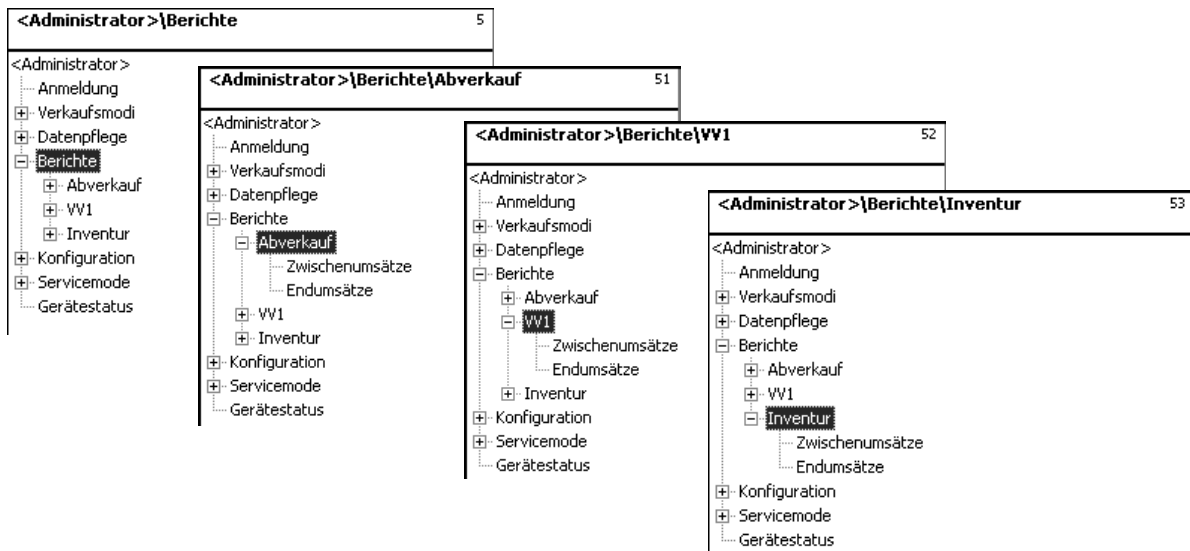 <Administrator>\Berichte 5
<Administrator>
Anmeldung
Verkaufsmodi
Datenpflege
Berichte
Abverkauf
VV1
Inventur
Konfiguration
Servicemode
Gerätestatus
<Administrator>\Berichte\Abverkauf 51
<Administrator>
Anmeldung
Verkaufsmodi
Datenpflege
Berichte
Abverkauf
Zwischenumsätze
Endumsätze
VV1
Inventur
Konfiguration
Servicemode
Gerätestatus
<Administrator>\Berichte\VV1 52
<Administrator>
Anmeldung
Verkaufsmodi
Datenpflege
Berichte
Abverkauf
VV1
Zwischenumsätze
Endumsätze
Inventur
Konfiguration
Servicemode
Gerätestatus
<Administrator>\Berichte\Inventur 53
<Administrator>
Anmeldung
Verkaufsmodi
Datenpflege
Berichte
Abverkauf
VV1
Inventur
Zwischenumsätze
Endumsätze
Konfiguration
Servicemode
Gerätestatus